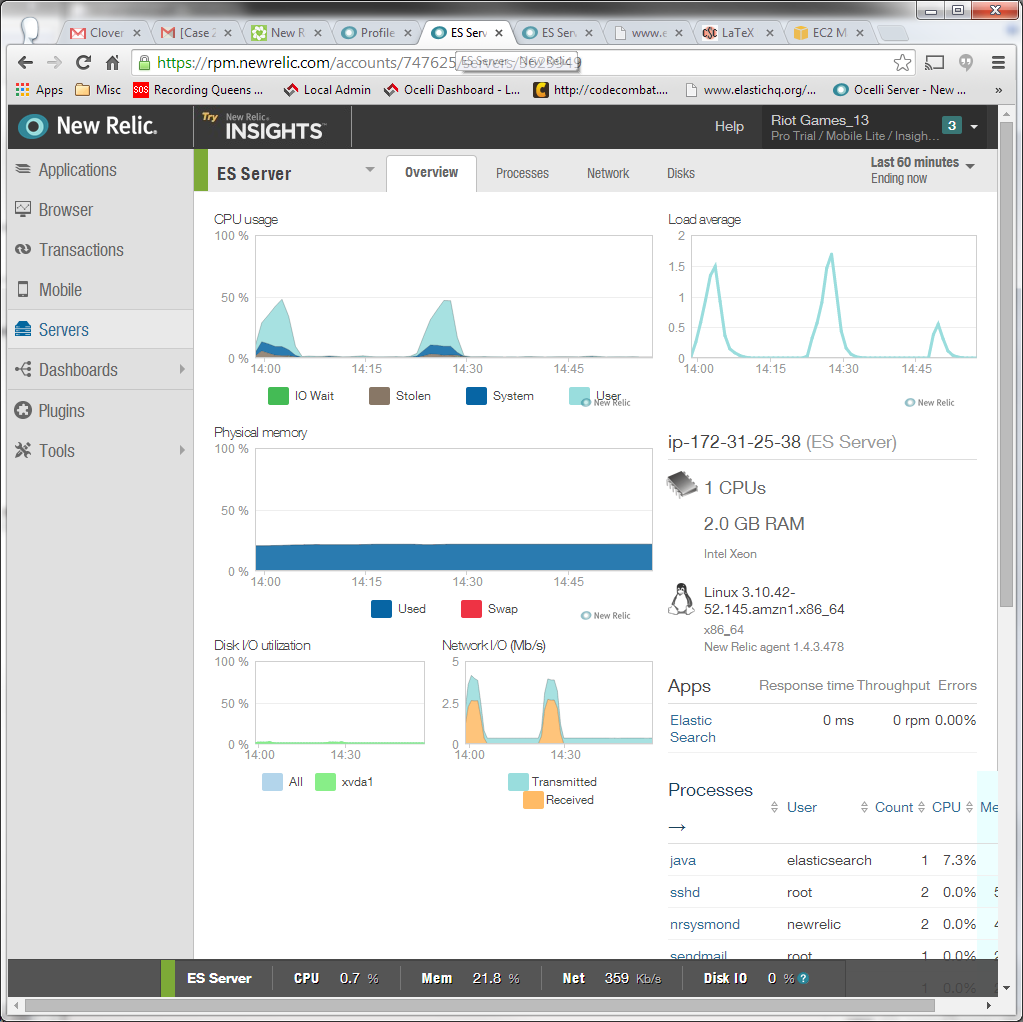 Clover
[Case 2
New R
Profile
ES Serv
ES Serv
www.e
LaTeX
EC2 M
https://rpm.newrelic.com/accounts/747625/servers/
ES Server - New Relic
Apps
Misc
SOS
Recording Queens ...
Local Admin
Ocelli Dashboard - L...
http://codecombat....
www.elastichq.org/...
Ocelli Server - New ...
»
New Relic.
Try New Relic.
INSIGHTS™
Help
Riot Games_13
Pro Trial / Mobile Lite / Insigh...
3
Applications
Browser
Transactions
Mobile
Servers
Dashboards
Plugins
Tools
ES Server
Overview
Processes
Network
Disks
Last 60 minutes
Ending now
CPU usage
100 %
50 %
0 %
14:00 14:15 14:30 14:45
IO Wait Stolen System User
New Relic
Load average
2
1.5
1
0.5
0
14:00 14:15 14:30 14:45
New Relic
Physical memory
100 %
50 %
0 %
14:00 14:15 14:30 14:45
Used Swap
New Relic
ip-172-31-25-38 (ES Server)
1 CPUs
2.0 GB RAM
Intel Xeon
Linux 3.10.42-
52.145.amzn1.x86_64
x86_64
New Relic agent 1.4.3.478
Disk I/O utilization
100 %
50 %
0 %
14:00 14:30
All xvda1
Network I/O (Mb/s)
5
2.5
0
14:00 14:30
Transmitted
Received
Apps Response time Throughput Errors
Elastic
Search
0 ms 0 rpm 0.00%
Processes
User Count CPU Me
→
java elasticsearch 1 7.3%
sshd root 2 0.0% 5
nrsysmond newrelic 2 0.0% 4
sendmail root 1 0.0% 2
1 0.0%
ES Server CPU 0.7 % Mem 21.8 % Net 359 Kb/s Disk IO 0 % ?